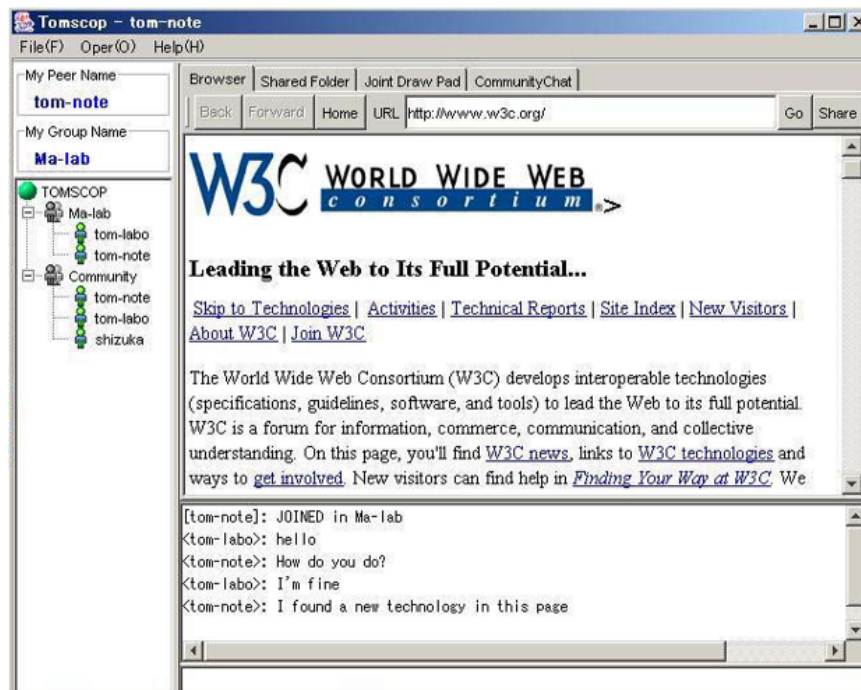 Tomscop - tom-note
File(F) Oper(O) Help(H)
My Peer Name
tom-note
My Group Name
Ma-lab
TOMSCOP
Ma-lab
tom-labo
tom-note
Community
tom-note
tom-labo
shizuka
Browser Shared Folder Joint Draw Pad CommunityChat
Back Forward Home URL http://www.w3c.org/ Go Share
W3C WORLD WIDE WEB
consortium ®>
Leading the Web to Its Full Potential...
Skip to Technologies | Activities | Technical Reports | Site Index | New Visitors |
About W3C | Join W3C
The World Wide Web Consortium (W3C) develops interoperable technologies
(specifications, guidelines, software, and tools) to lead the Web to its full potential.
W3C is a forum for information, commerce, communication, and collective
understanding. On this page, you'll find W3C news, links to W3C technologies and
ways to get involved. New visitors can find help in Finding Your Way at W3C. We
[tom-note]: JOINED in Ma-lab
<tom-labo>: hello
<tom-note>: How do you do?
<tom-labo>: I'm fine
<tom-note>: I found a new technology in this page